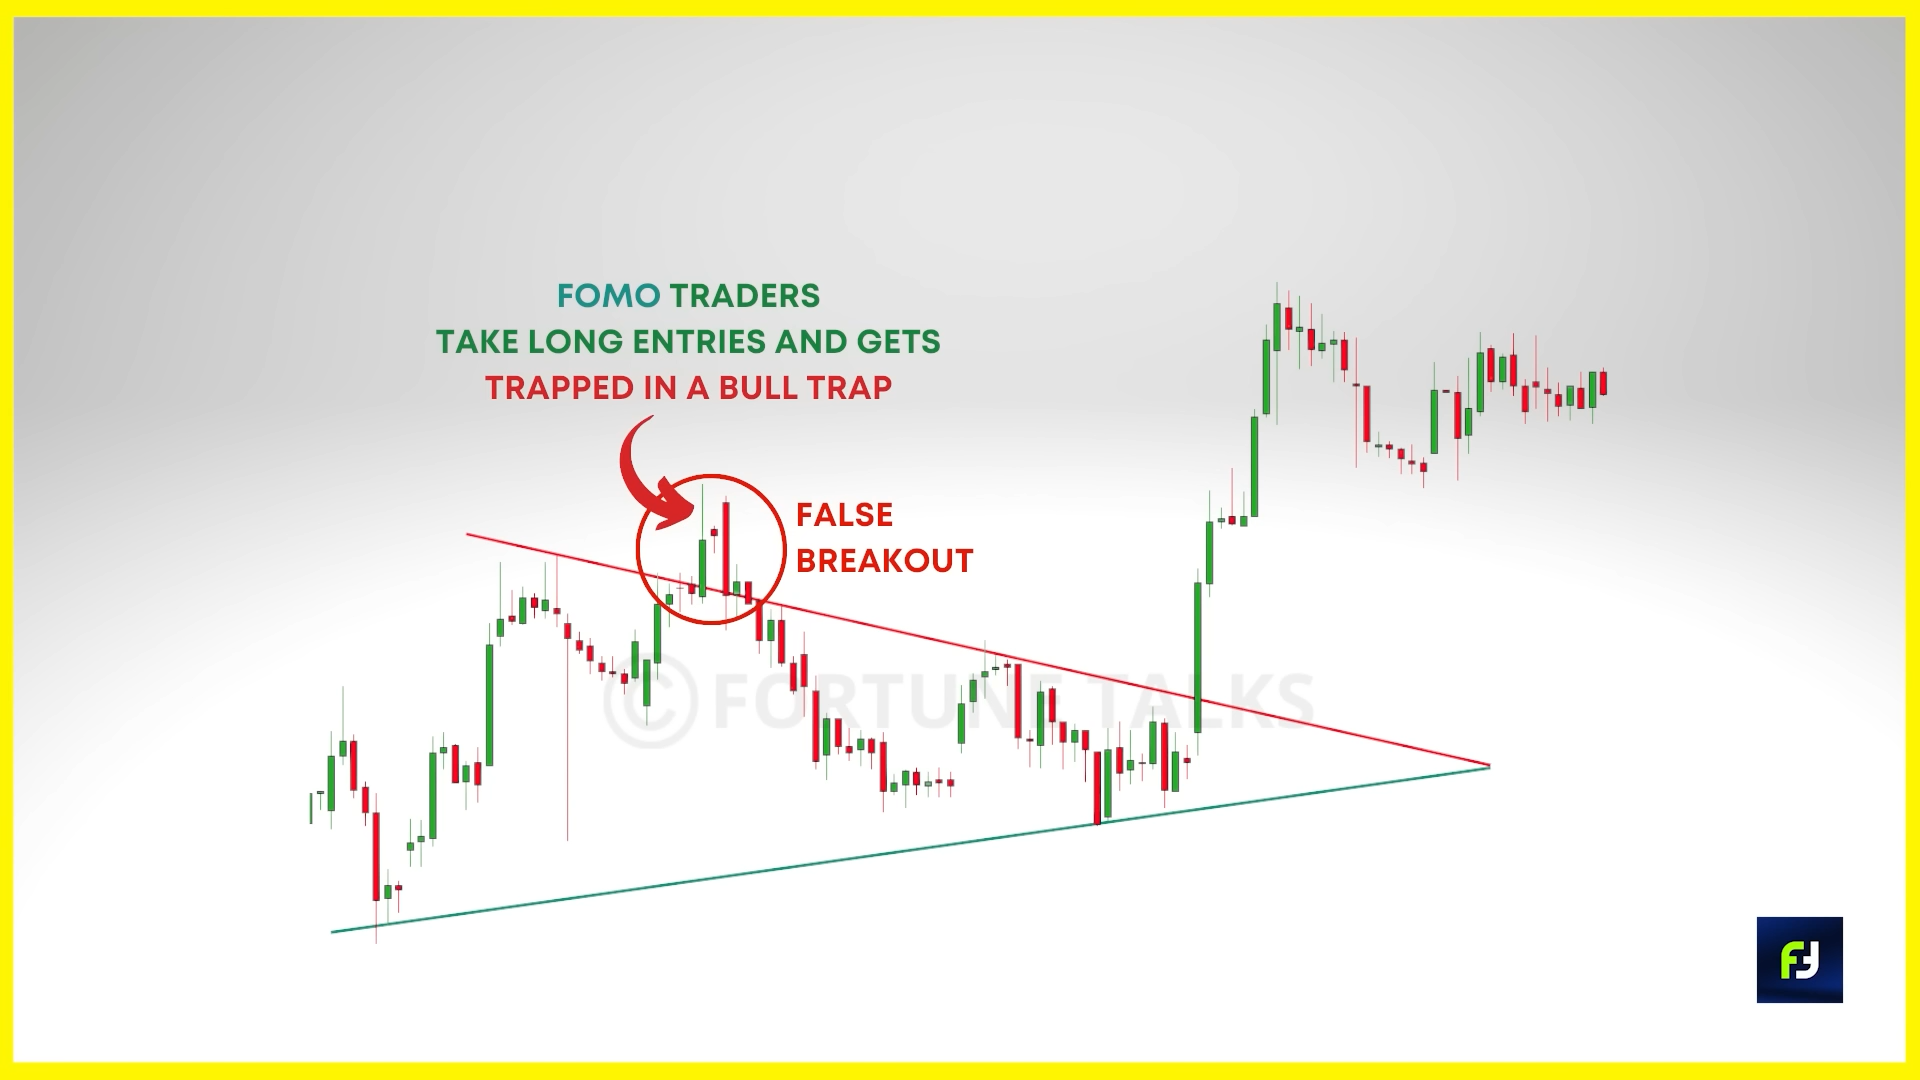 FOMO TRADERS
TAKE LONG ENTRIES AND GETS
TRAPPED IN A BULL TRAP
FALSE
BREAKOUT
© FORTUNE TALKS